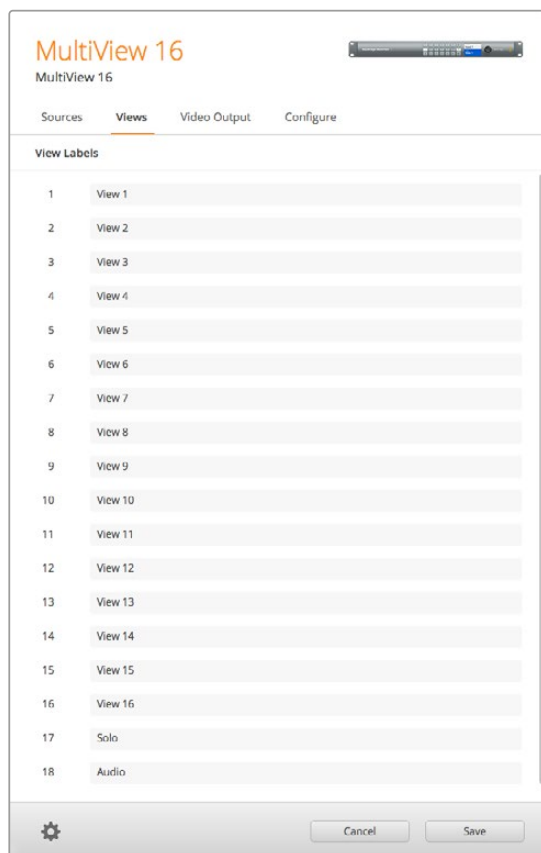 MultiView 16
MultiView 16
Sources Views Video Output Configure
View Labels
1 View 1
2 View 2
3 View 3
4 View 4
5 View 5
6 View 6
7 View 7
8 View 8
9 View 9
10 View 10
11 View 11
12 View 12
13 View 13
14 View 14
15 View 15
16 View 16
17 Solo
18 Audio
Cancel Save